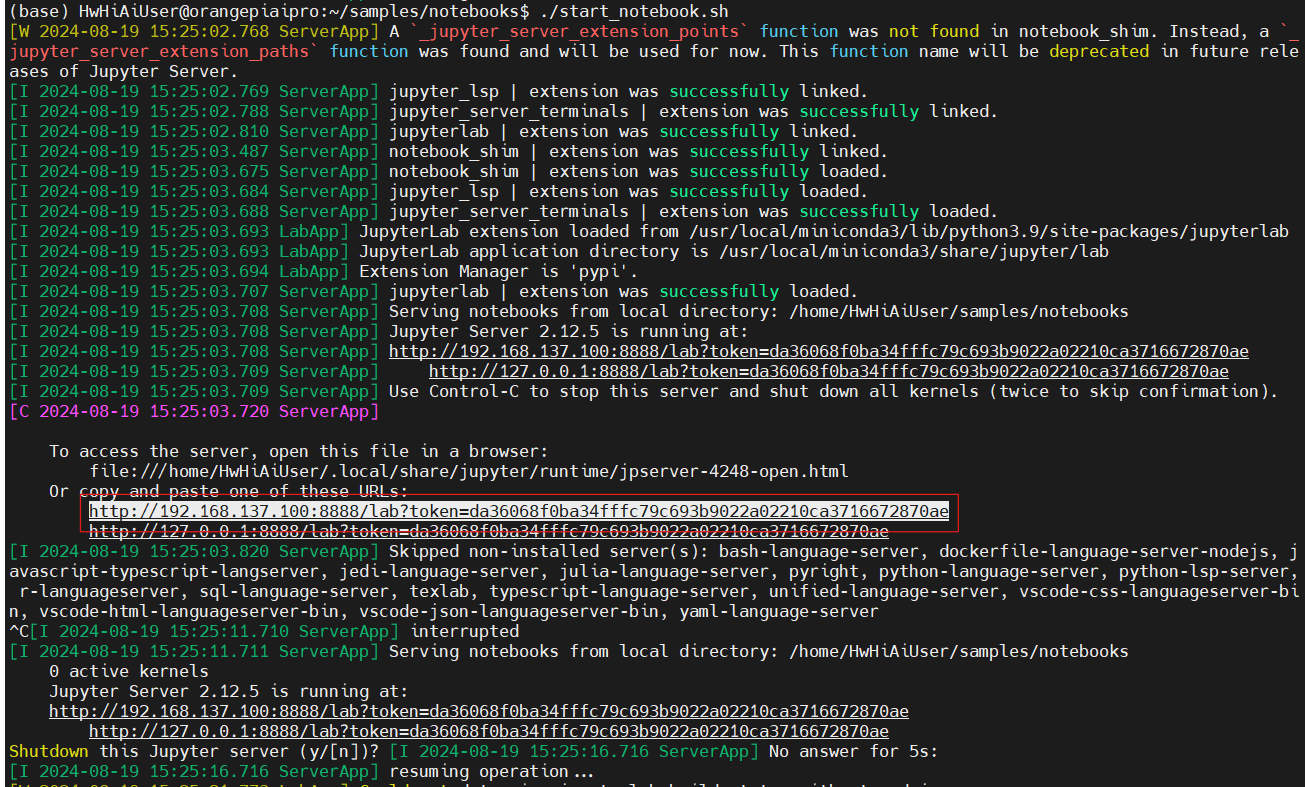 (base) HwHiAiUser@orangepiaipro:~/samples/notebooks$ ./start_notebook.sh
[W 2024-08-19 15:25:02.768 ServerApp] A `_jupyter_server_extension_points` function was not found in notebook_shim. Instead, a `_
jupyter_server_extension_paths` function was found and will be used for now. This function name will be deprecated in future rele
ases of Jupyter Server.
[I 2024-08-19 15:25:02.769 ServerApp] jupyter_lsp | extension was successfully linked.
[I 2024-08-19 15:25:02.788 ServerApp] jupyter_server_terminals | extension was successfully linked.
[I 2024-08-19 15:25:02.810 ServerApp] jupyterlab | extension was successfully linked.
[I 2024-08-19 15:25:03.487 ServerApp] notebook_shim | extension was successfully linked.
[I 2024-08-19 15:25:03.675 ServerApp] notebook_shim | extension was successfully loaded.
[I 2024-08-19 15:25:03.684 ServerApp] jupyter_lsp | extension was successfully loaded.
[I 2024-08-19 15:25:03.688 ServerApp] jupyter_server_terminals | extension was successfully loaded.
[I 2024-08-19 15:25:03.693 LabApp] JupyterLab extension loaded from /usr/local/miniconda3/lib/python3.9/site-packages/jupyterlab
[I 2024-08-19 15:25:03.693 LabApp] JupyterLab application directory is /usr/local/miniconda3/share/jupyter/lab
[I 2024-08-19 15:25:03.694 LabApp] Extension Manager is 'pypi'.
[I 2024-08-19 15:25:03.707 ServerApp] jupyterlab | extension was successfully loaded.
[I 2024-08-19 15:25:03.708 ServerApp] Serving notebooks from local directory: /home/HwHiAiUser/samples/notebooks
[I 2024-08-19 15:25:03.708 ServerApp] Jupyter Server 2.12.5 is running at:
[I 2024-08-19 15:25:03.708 ServerApp] http://192.168.137.100:8888/lab?token=da36068f0ba34fffc79c693b9022a02210ca3716672870ae
[I 2024-08-19 15:25:03.709 ServerApp]     http://127.0.0.1:8888/lab?token=da36068f0ba34fffc79c693b9022a02210ca3716672870ae
[I 2024-08-19 15:25:03.709 ServerApp] Use Control-C to stop this server and shut down all kernels (twice to skip confirmation).
[C 2024-08-19 15:25:03.720 ServerApp]
To access the server, open this file in a browser:
file:///home/HwHiAiUser/.local/share/jupyter/runtime/jpserver-4248-open.html
Or copy and paste one of these URLs:
http://192.168.137.100:8888/lab?token=da36068f0ba34fffc79c693b9022a02210ca3716672870ae
http://127.0.0.1:8888/lab?token=da36068f0ba34fffc79c693b9022a02210ca3716672870ae
[I 2024-08-19 15:25:03.820 ServerApp] Skipped non-installed server(s): bash-language-server, dockerfile-language-server-nodejs, j
avascript-typescript-langserver, jedi-language-server, julia-language-server, pyright, python-language-server, python-lsp-server,
r-languageserver, sql-language-server, texlab, typescript-language-server, unified-language-server, vscode-css-languageserver-bi
n, vscode-html-languageserver-bin, vscode-json-languageserver-bin, yaml-language-server
^C[I 2024-08-19 15:25:11.710 ServerApp] interrupted
[I 2024-08-19 15:25:11.711 ServerApp] Serving notebooks from local directory: /home/HwHiAiUser/samples/notebooks
0 active kernels
Jupyter Server 2.12.5 is running at:
http://192.168.137.100:8888/lab?token=da36068f0ba34fffc79c693b9022a02210ca3716672870ae
http://127.0.0.1:8888/lab?token=da36068f0ba34fffc79c693b9022a02210ca3716672870ae
Shutdown this Jupyter server (y/[n])? [I 2024-08-19 15:25:16.716 ServerApp] No answer for 5s:
[I 2024-08-19 15:25:16.716 ServerApp] resuming operation...